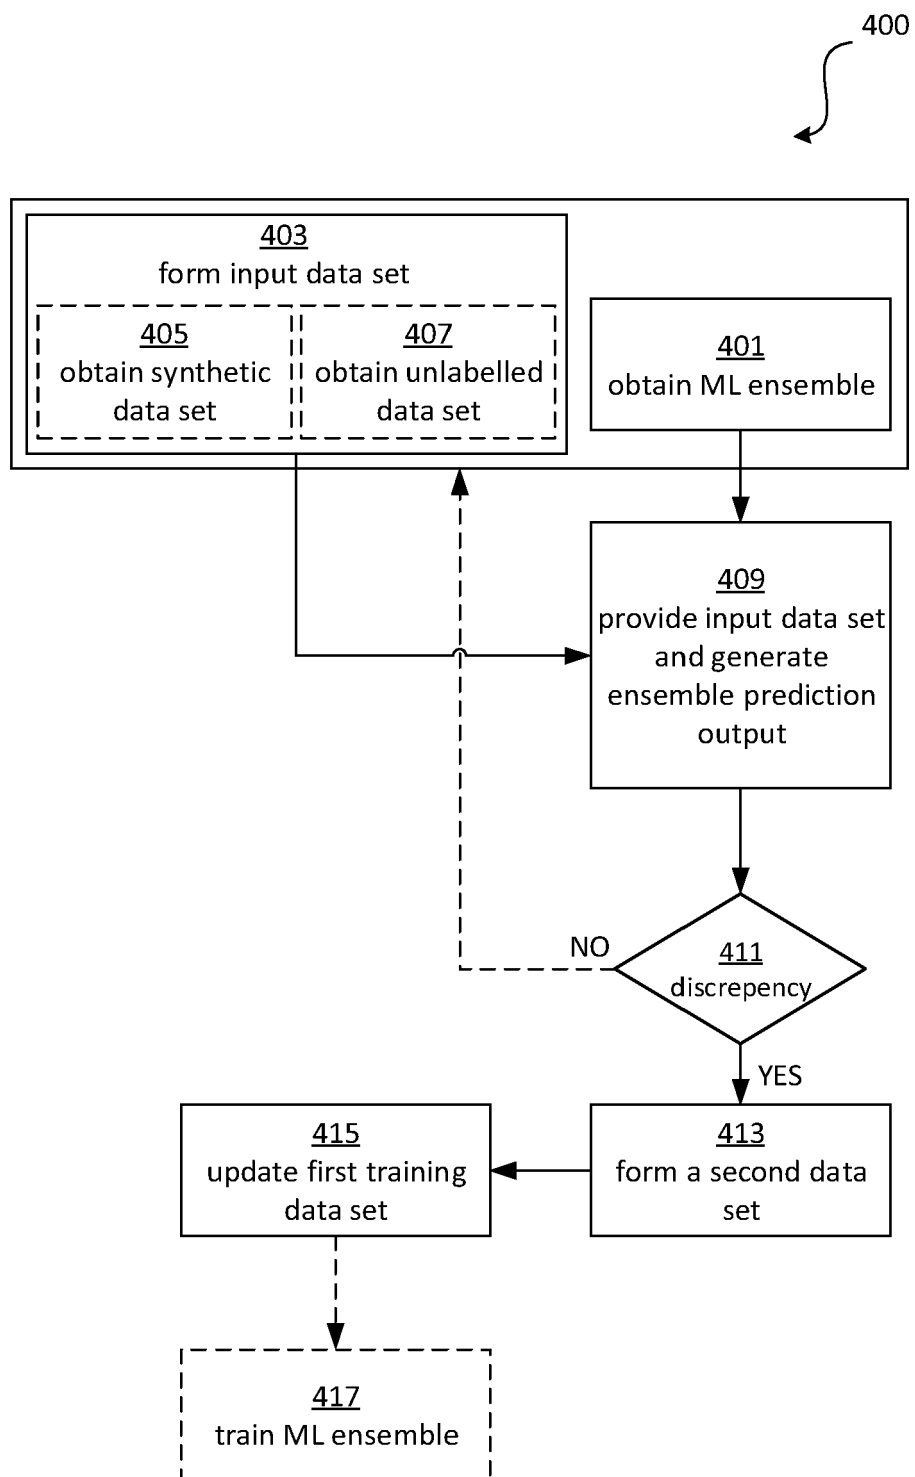 400
403
form input data set
405
obtain synthetic
data set
407
obtain unlabelled
data set
401
obtain ML ensemble
409
provide input data set
and generate
ensemble prediction
output
411
discrepency
NO
YES
413
form a second data
set
415
update first training
data set
417
train ML ensemble